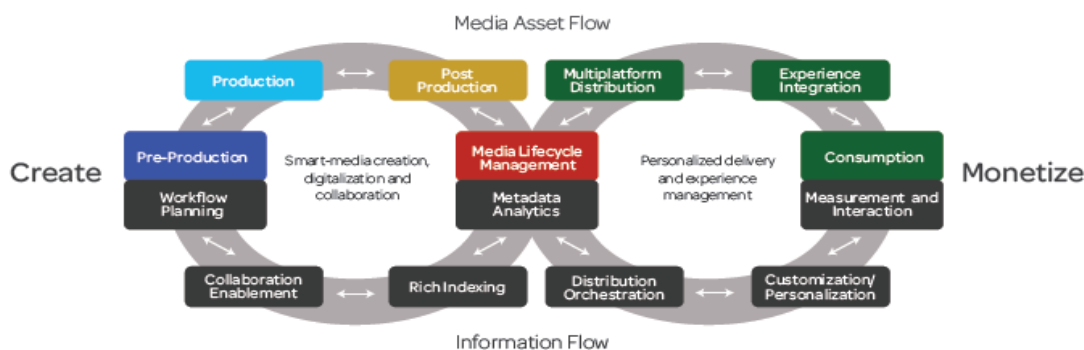 Media Asset Flow
Production
Post
Production
Multiplatform
Distribution
Experience
Integration
Create
Pre-Production
Smart-media creation,
digitalization and
collaboration
Media Lifecycle
Management
Personalized delivery
and experience
management
Consumption
Monetize
Workflow
Planning
Metadata
Analytics
Measurement and
Interaction
Collaboration
Enablement
Rich Indexing
Distribution
Orchestration
Customization/
Personalization
Information Flow